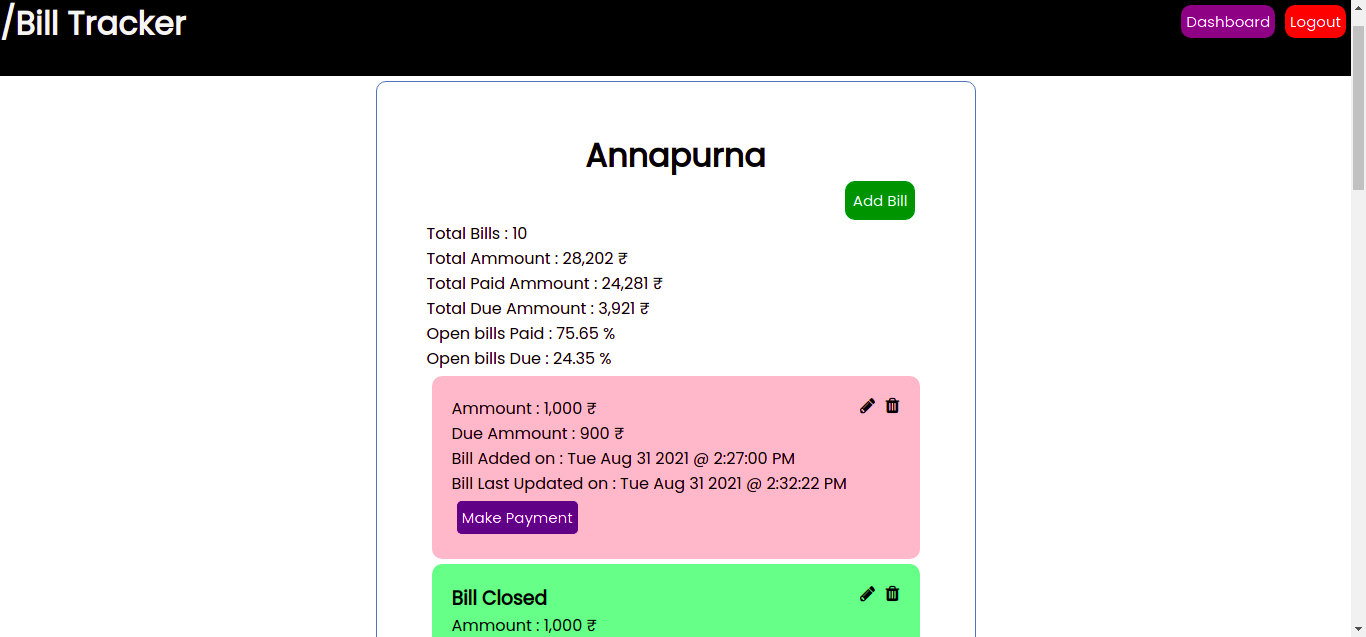 /Bill Tracker
Dashboard
Logout
Annapurna
Add Bill
Total Bills : 10
Total Ammount : 28,202 ₹
Total Paid Ammount : 24,281 ₹
Total Due Ammount : 3,921 ₹
Open bills Paid : 75.65 %
Open bills Due : 24.35 %
Ammount : 1,000 ₹
Due Ammount : 900 ₹
Bill Added on : Tue Aug 31 2021 @ 2:27:00 PM
Bill Last Updated on : Tue Aug 31 2021 @ 2:32:22 PM
Make Payment
Bill Closed
Ammount : 1,000 ₹